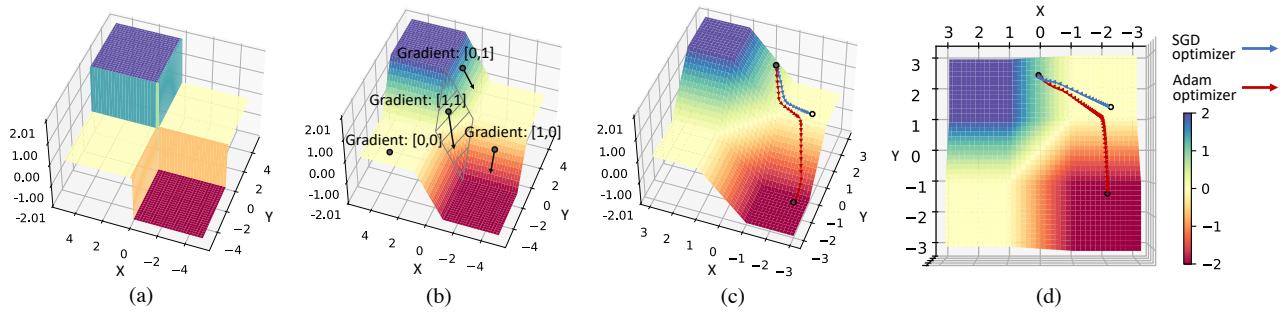 2.01
1.00
0.00
-1.00
-2.01
4
2
0
−2
−4
X
4
2
0
−2
−4
Y
(a)
Gradient: [0,1]
Gradient: [1,1]
Gradient: [0,0]
Gradient: [1,0]
2.01
1.00
0.00
-1.00
-2.01
4
2
0
−2
−4
X
4
2
0
−2
−4
Y
(b)
2.01
1.00
0.00
-1.00
-2.01
3
2
1
0
−1
−2
−3
X
3
2
1
0
−1
−2
−3
Y
(c)
X
3 2 1 0 −1 −2 −3
3
2
1
Y 0
−1
−2
−3
(d)
SGD
optimizer
Adam
optimizer
2
1
0
−1
−2